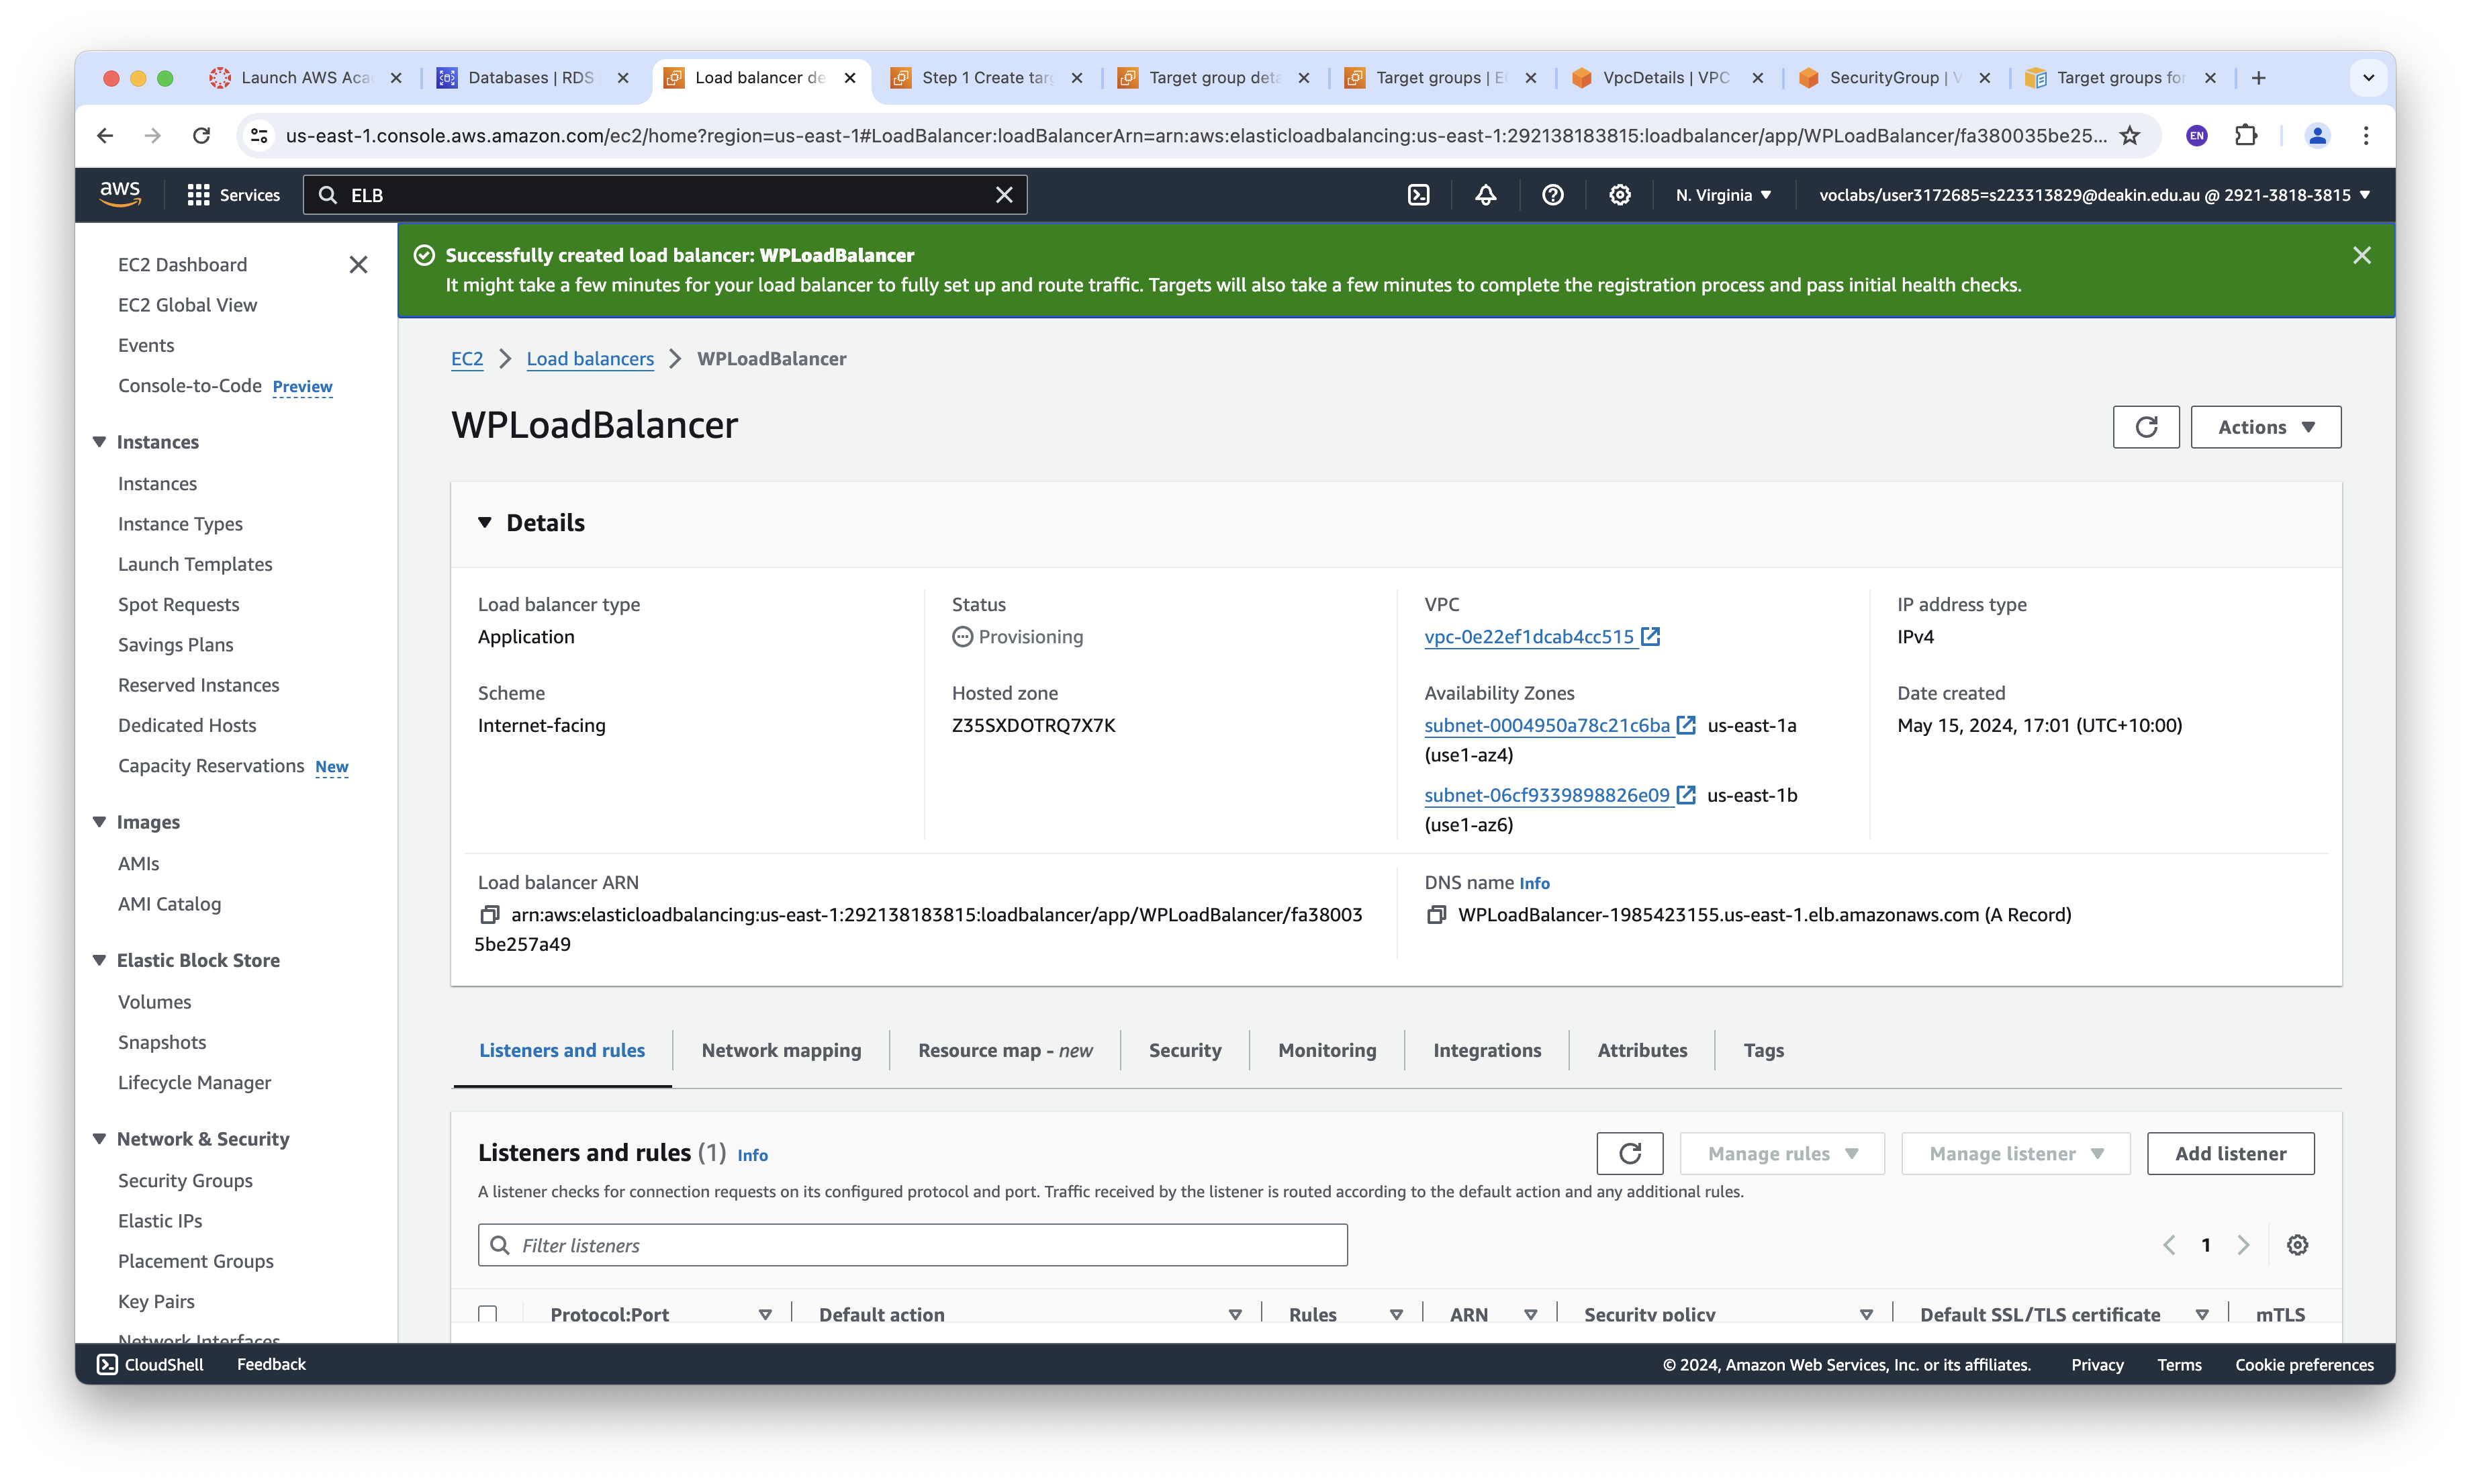 Launch AWS Aca
Databases | RDS
Load balancer de
Step 1 Create tar
Target group deta
Target groups | E
VpcDetails | VPC
SecurityGroup | V
Target groups for
us-east-1.console.aws.amazon.com/ec2/home?region=us-east-1#LoadBalancer:loadBalancerArn=arn:aws:elasticloadbalancing:us-east-1:292138183815:loadbalancer/app/WPLoadBalancer/fa380035be25...
EN
aws
Services
ELB
N. Virginia
voclabs/user3172685=s223313829@deakin.edu.au @ 2921-3818-3815
EC2 Dashboard
EC2 Global View
Events
Console-to-Code Preview
Instances
Instances
Instance Types
Launch Templates
Spot Requests
Savings Plans
Reserved Instances
Dedicated Hosts
Capacity Reservations New
Images
AMIs
AMI Catalog
Elastic Block Store
Volumes
Snapshots
Lifecycle Manager
Network & Security
Security Groups
Elastic IPs
Placement Groups
Key Pairs
Network Interfaces
Successfully created load balancer: WPLoadBalancer
It might take a few minutes for your load balancer to fully set up and route traffic. Targets will also take a few minutes to complete the registration process and pass initial health checks.
EC2 > Load balancers > WPLoadBalancer
WPLoadBalancer
Actions
Details
Load balancer type
Application
Status
Provisioning
VPC
vpc-0e22ef1dcab4cc515
IP address type
IPv4
Scheme
Internet-facing
Hosted zone
Z35SXDOTRQ7X7K
Availability Zones
subnet-0004950a78c21c6ba us-east-1a
(use1-az4)
subnet-06cf9339898826e09 us-east-1b
(use1-az6)
Date created
May 15, 2024, 17:01 (UTC+10:00)
Load balancer ARN
arn:aws:elasticloadbalancing:us-east-1:292138183815:loadbalancer/app/WPLoadBalancer/fa38003
5be257a49
DNS name Info
WPLoadBalancer-1985423155.us-east-1.elb.amazonaws.com (A Record)
Listeners and rules
Network mapping
Resource map - new
Security
Monitoring
Integrations
Attributes
Tags
Listeners and rules (1) Info
Manage rules
Manage listener
Add listener
A listener checks for connection requests on its configured protocol and port. Traffic received by the listener is routed according to the default action and any additional rules.
Filter listeners
1
Protocol:Port
Default action
Rules
ARN
Security policy
Default SSL/TLS certificate
mTLS
CloudShell
Feedback
© 2024, Amazon Web Services, Inc. or its affiliates.
Privacy
Terms
Cookie preferences